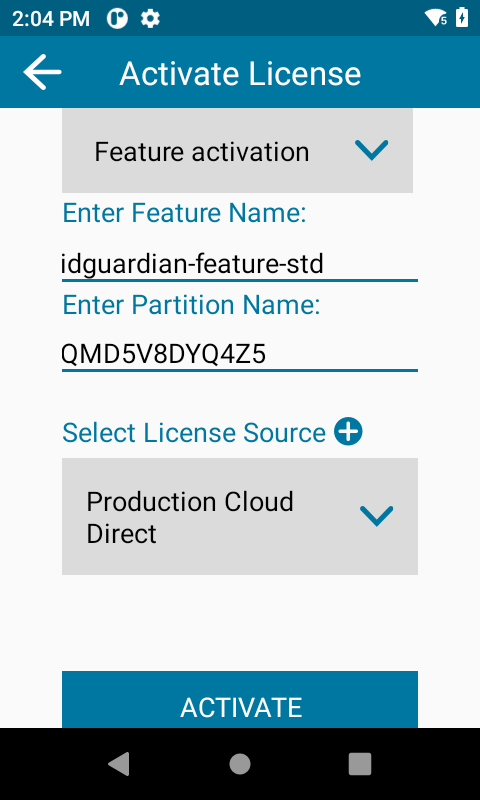 2:04 PM
5
Activate License
Feature activation
Enter Feature Name:
idguardian-feature-std
Enter Partition Name:
QMD5V8DYQ4Z5
Select License Source
Production Cloud
Direct
ACTIVATE